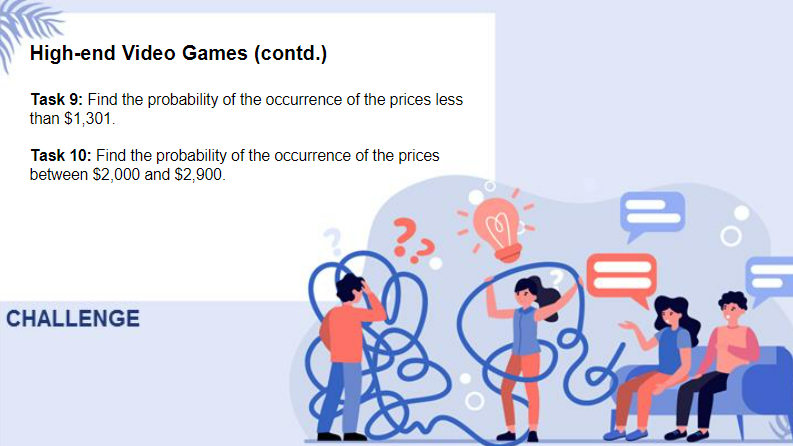 High-end Video Games (contd.)
Task 9: Find the probability of the occurrence of the prices less
than $1,301.
Task 10: Find the probability of the occurrence of the prices
between $2,000 and $2,900.
? ? ? ?
CHALLENGE